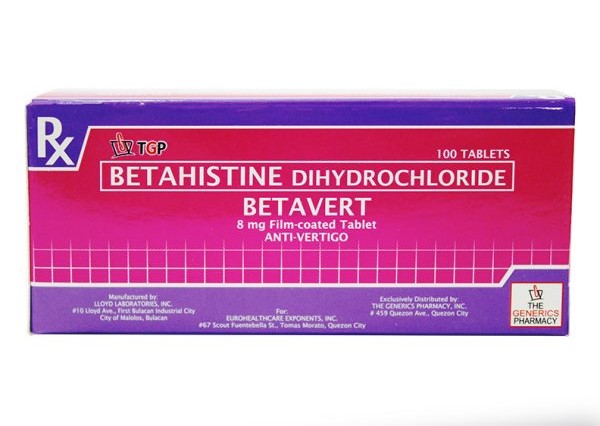 Rx
TGP
100 TABLETS
BETAHISTINE DIHYDROCHLORIDE
BETAVERT
8 mg Film-coated Tablet
ANTI-VERTIGO
Manufactured by:
LLOYD LABORATORIES, INC.
#10 Lloyd Ave., First Bulacan Industrial City
City of Malolos, Bulacan
For:
EUROHEALTHCARE EXPONENTS, INC.
#67 Scout Fuentebella St., Tomas Morato, Quezon City
Exclusively Distributed by:
THE GENERICS PHARMACY, INC.
# 459 Quezon Ave., Quezon City
THE
GENERICS
PHARMACY